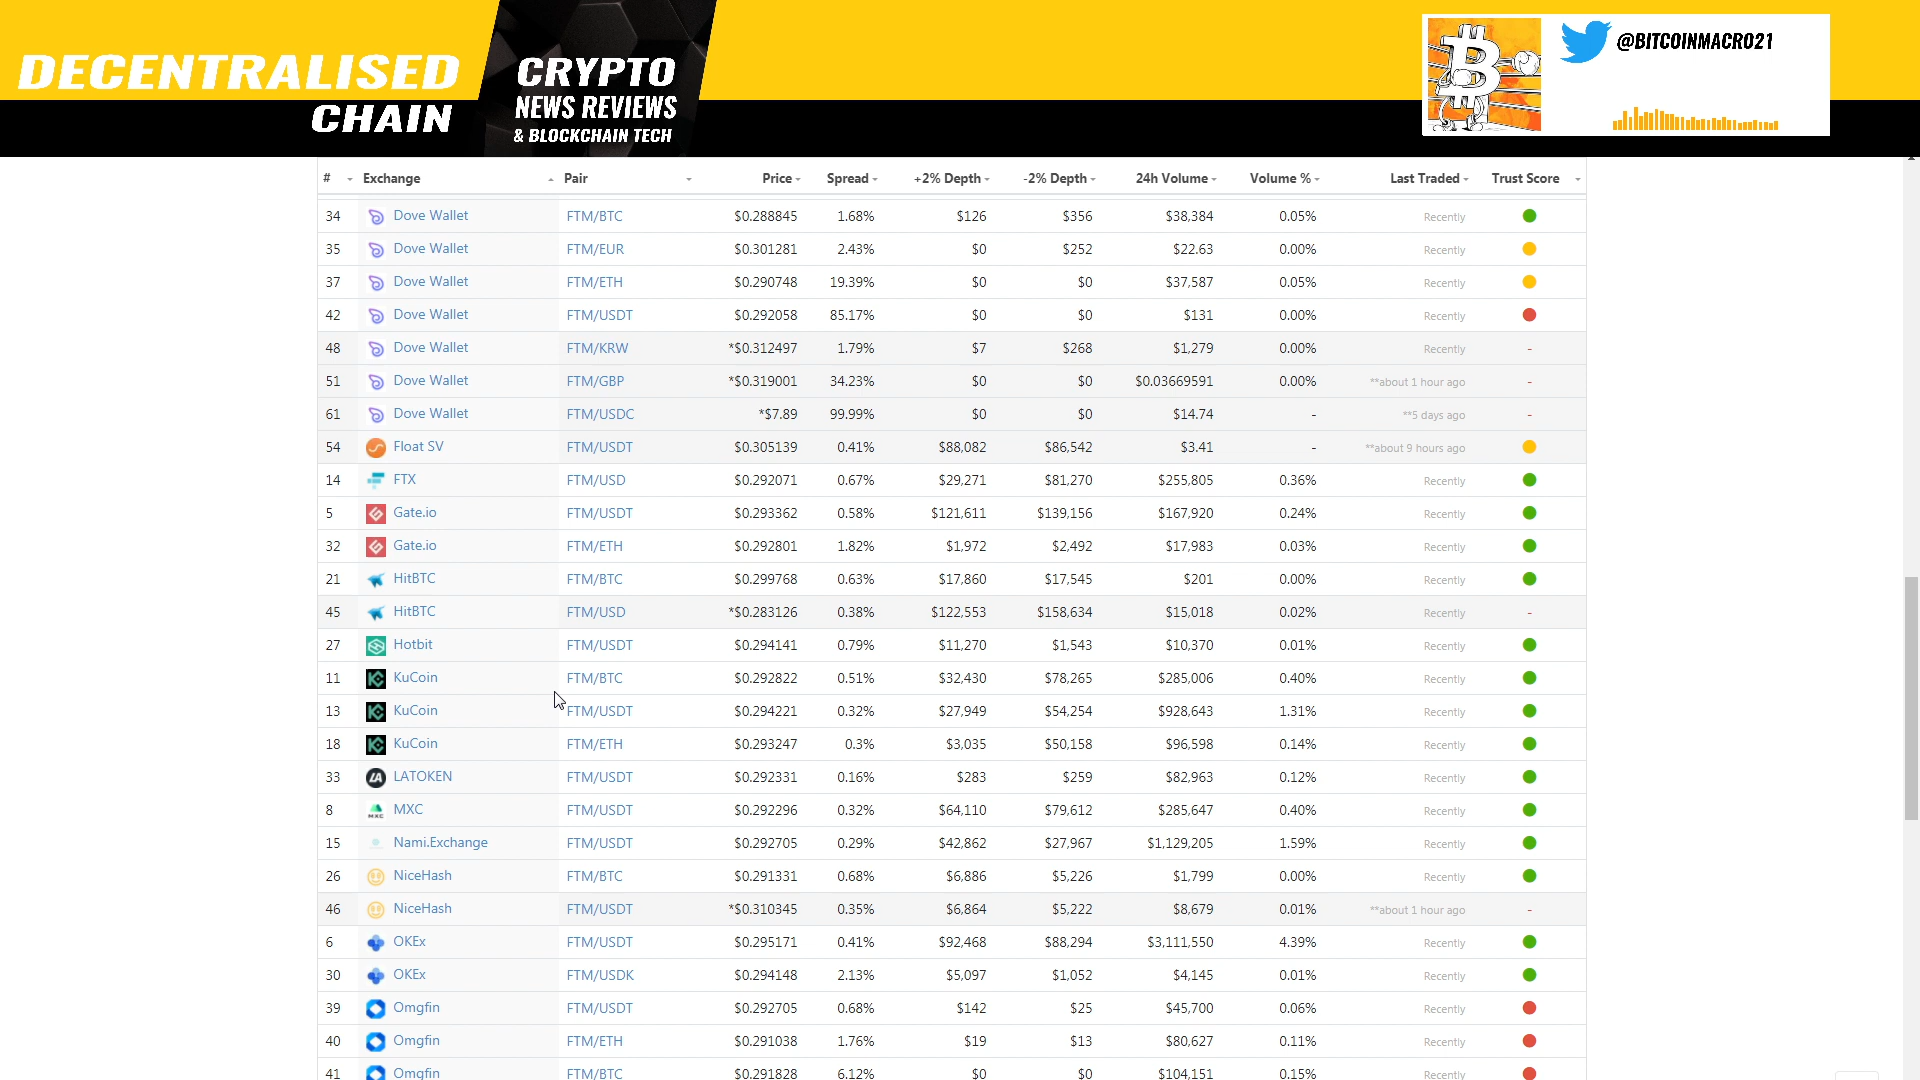 DECENTRALISED
CHAIN
CRYPTO
NEWS REVIEWS
& BLOCKCHAIN TECH
@BITCOINMACRO21
# Exchange Pair Price Spread +2% Depth -2% Depth 24h Volume Volume % Last Traded Trust Score
34 Dove Wallet FTM/BTC $0.288845 1.68% $126 $356 $38,384 0.05% Recently
35 Dove Wallet FTM/EUR $0.301281 2.43% $0 $252 $22.63 0.00% Recently
37 Dove Wallet FTM/ETH $0.290748 19.39% $0 $0 $37,587 0.05% Recently
42 Dove Wallet FTM/USDT $0.292058 85.17% $0 $0 $131 0.00% Recently
48 Dove Wallet FTM/KRW *$0.312497 1.79% $7 $268 $1,279 0.00% Recently -
51 Dove Wallet FTM/GBP *$0.319001 34.23% $0 $0 $0.03669591 0.00% **about 1 hour ago -
61 Dove Wallet FTM/USDC *$7.89 99.99% $0 $0 $14.74 - **5 days ago -
54 Float SV FTM/USDT $0.305139 0.41% $88,082 $86,542 $3.41 - **about 9 hours ago
14 FTX FTM/USD $0.292071 0.67% $29,271 $81,270 $255,805 0.36% Recently
5 Gate.io FTM/USDT $0.293362 0.58% $121,611 $139,156 $167,920 0.24% Recently
32 Gate.io FTM/ETH $0.292801 1.82% $1,972 $2,492 $17,983 0.03% Recently
21 HitBTC FTM/BTC $0.299768 0.63% $17,860 $17,545 $201 0.00% Recently
45 HitBTC FTM/USD *$0.283126 0.38% $122,553 $158,634 $15,018 0.02% Recently -
27 Hotbit FTM/USDT $0.294141 0.79% $11,270 $1,543 $10,370 0.01% Recently
11 KuCoin FTM/BTC $0.292822 0.51% $32,430 $78,265 $285,006 0.40% Recently
13 KuCoin FTM/USDT $0.294221 0.32% $27,949 $54,254 $928,643 1.31% Recently
18 KuCoin FTM/ETH $0.293247 0.3% $3,035 $50,158 $96,598 0.14% Recently
33 LATOKEN FTM/USDT $0.292331 0.16% $283 $259 $82,963 0.12% Recently
8 MXC FTM/USDT $0.292296 0.32% $64,110 $79,612 $285,647 0.40% Recently
15 Nami.Exchange FTM/USDT $0.292705 0.29% $42,862 $27,967 $1,129,205 1.59% Recently
26 NiceHash FTM/BTC $0.291331 0.68% $6,886 $5,226 $1,799 0.00% Recently
46 NiceHash FTM/USDT *$0.310345 0.35% $6,864 $5,222 $8,679 0.01% **about 1 hour ago -
6 OKEx FTM/USDT $0.295171 0.41% $92,468 $88,294 $3,111,550 4.39% Recently
30 OKEx FTM/USDK $0.294148 2.13% $5,097 $1,052 $4,145 0.01% Recently
39 Omgfin FTM/USDT $0.292705 0.68% $142 $25 $45,700 0.06% Recently
40 Omgfin FTM/ETH $0.291038 1.76% $19 $13 $80,627 0.11% Recently
41 Omgfin FTM/BTC $0.291828 6.12% $0 $0 $104,151 0.15% Recently